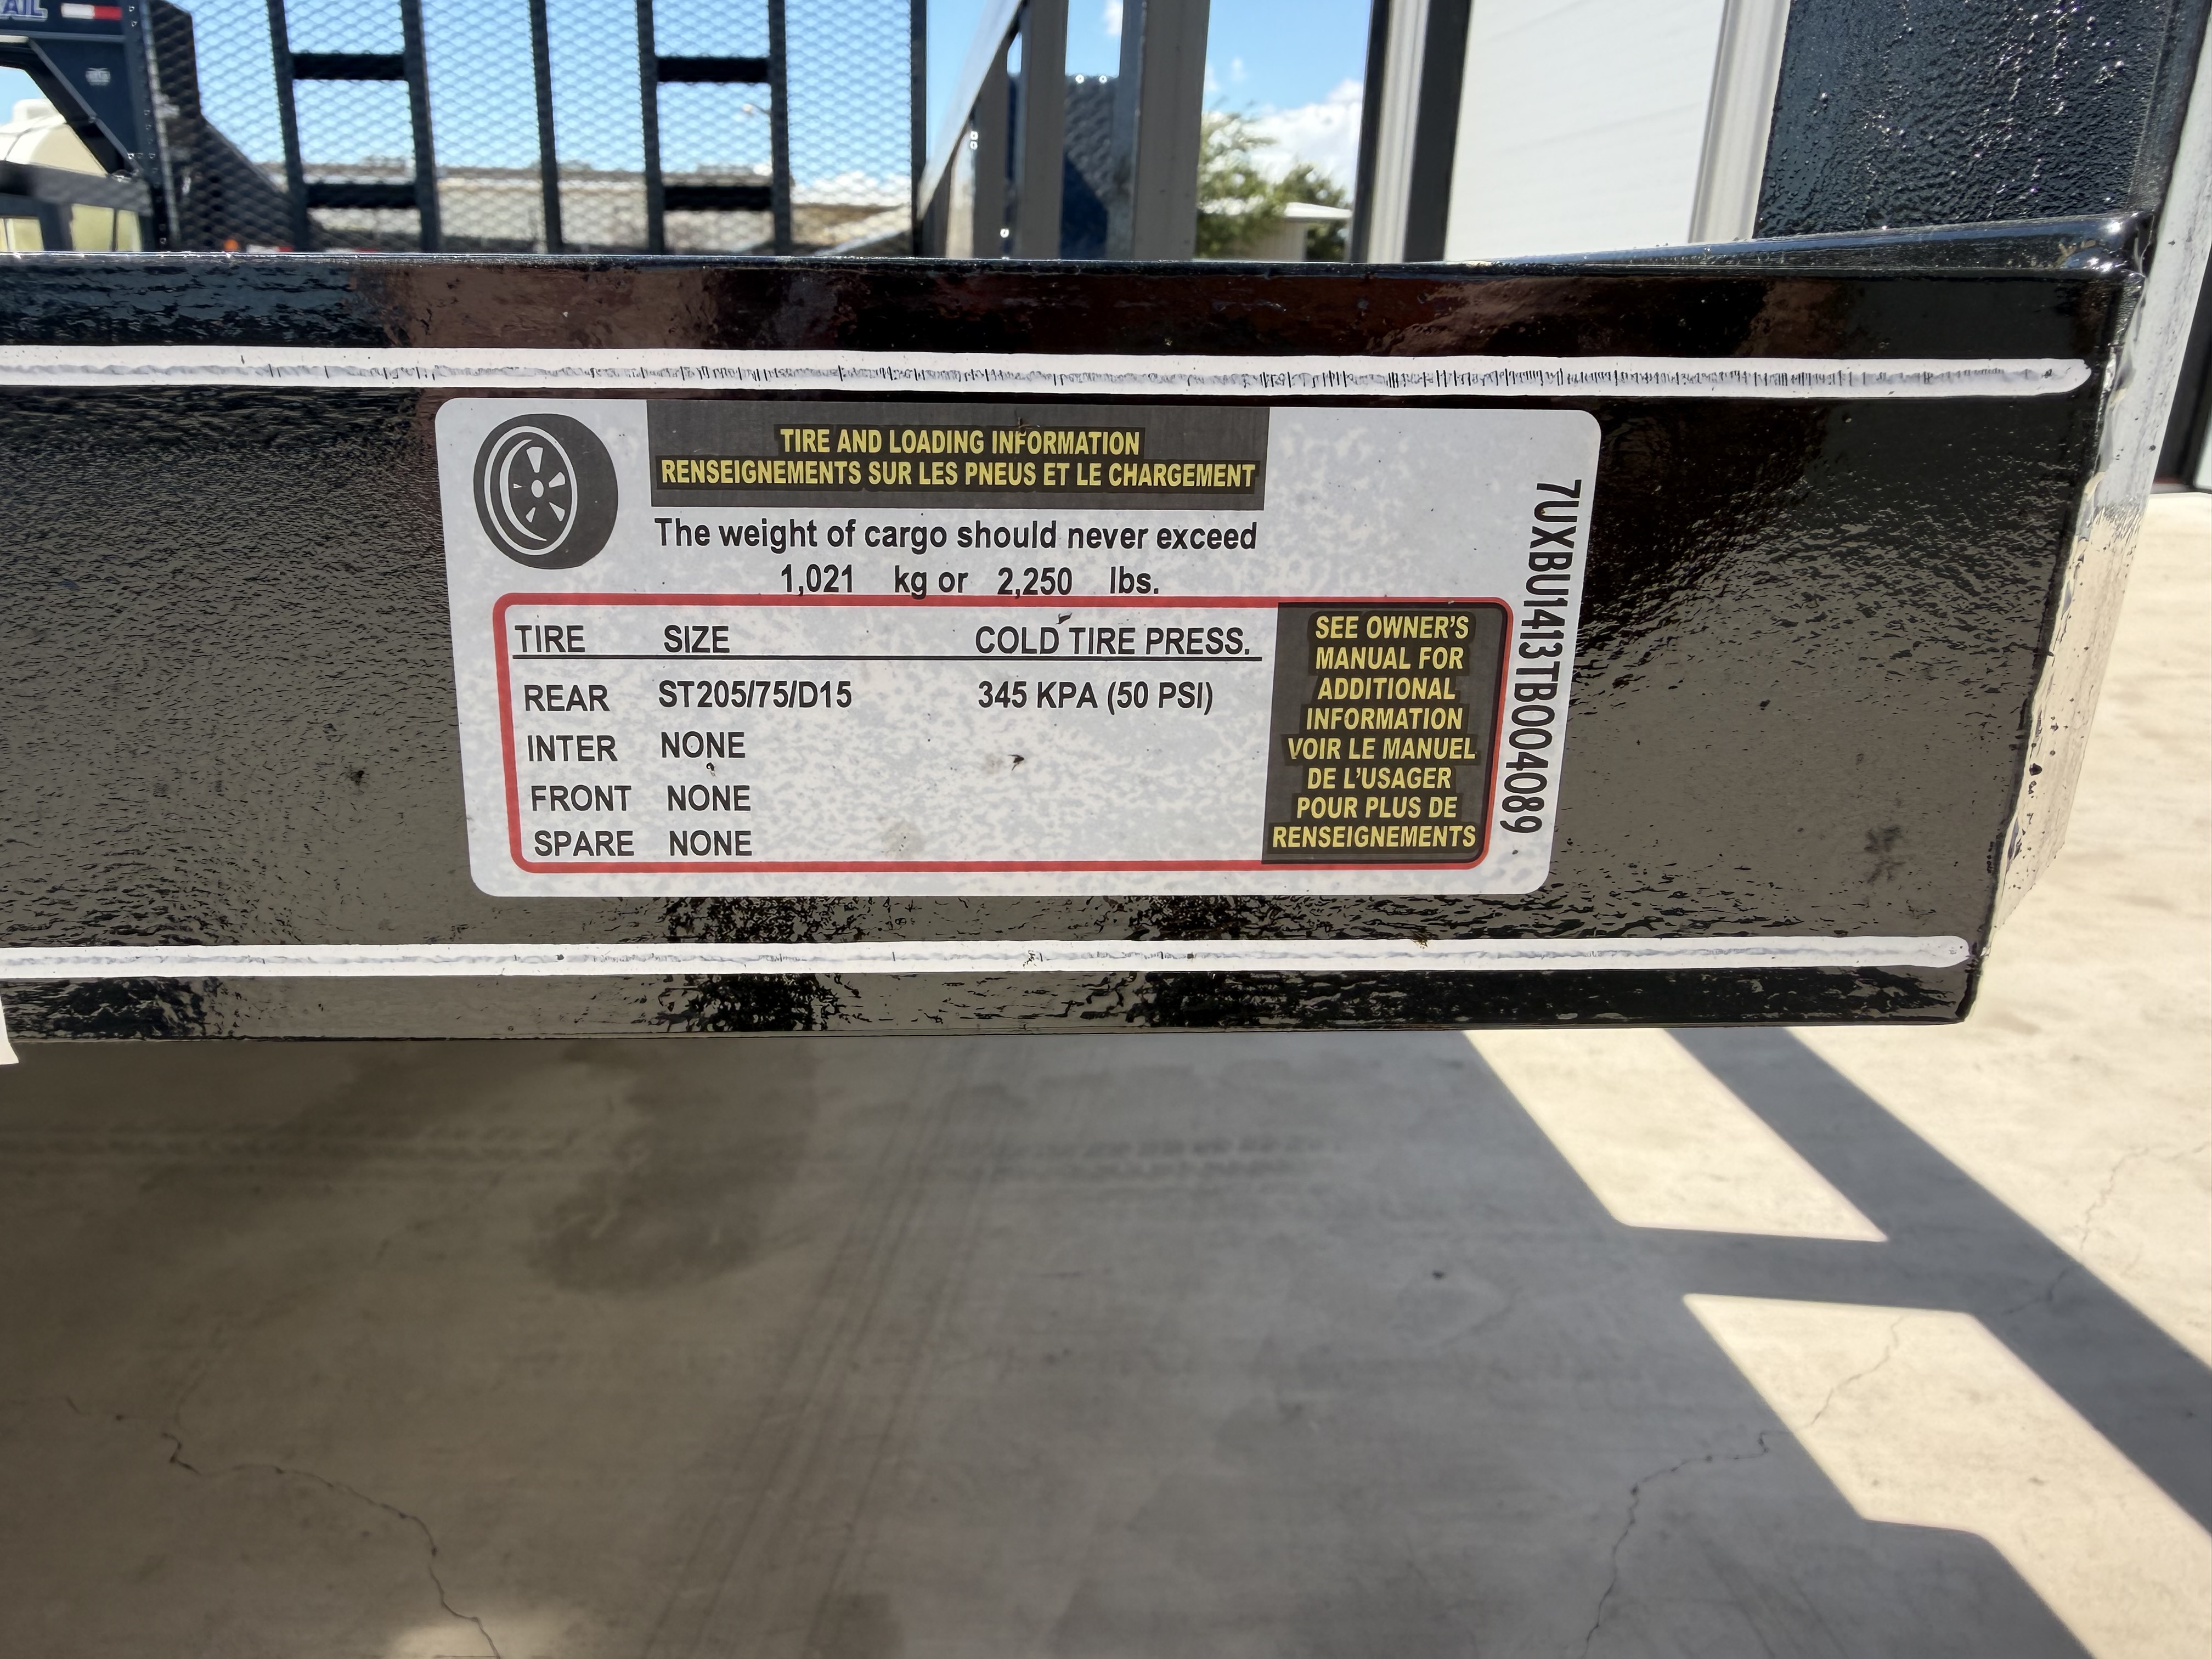 AIL
TIRE AND LOADING INFORMATION
RENSEIGNEMENTS SUR LES PNEUS ET LE CHARGEMENT
The weight of cargo should never exceed
1,021 kg or 2,250 lbs.
TIRE SIZE COLD TIRE PRESS.
REAR ST205/75/D15 345 KPA (50 PSI)
INTER NONE
FRONT NONE
SPARE NONE
SEE OWNER'S
MANUAL FOR
ADDITIONAL
INFORMATION
VOIR LE MANUEL
DE L'USAGER
POUR PLUS DE
RENSEIGNEMENTS
7UXBU1413TB004089